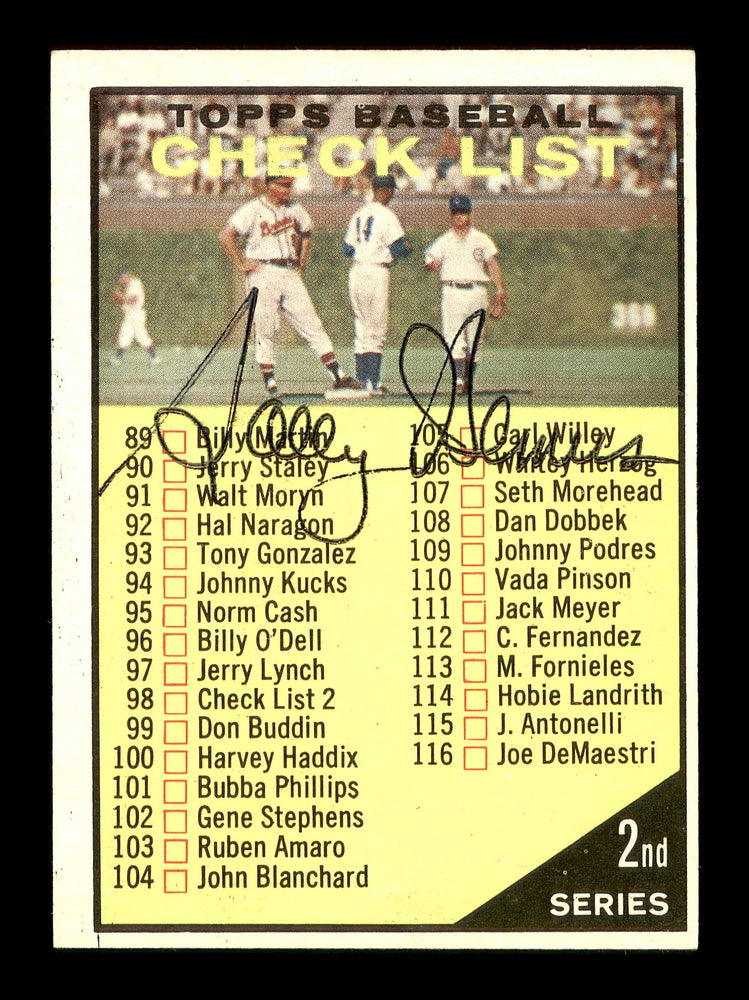 TOPPS BASEBALL
CHECK LIST
14
368
89 Billy Martin
90 Jerry Staley
91 Walt Moryn
92 Hal Naragon
93 Tony Gonzalez
94 Johnny Kucks
95 Norm Cash
96 Billy O'Dell
97 Jerry Lynch
98 Check List 2
99 Don Buddin
100 Harvey Haddix
101 Bubba Phillips
102 Gene Stephens
103 Ruben Amaro
104 John Blanchard
105 Carl Willey
106 Whitey Herzog
107 Seth Morehead
108 Dan Dobbek
109 Johnny Podres
110 Vada Pinson
111 Jack Meyer
112 C. Fernandez
113 M. Fornieles
114 Hobie Landrith
115 J. Antonelli
116 Joe DeMaestri
2nd
SERIES